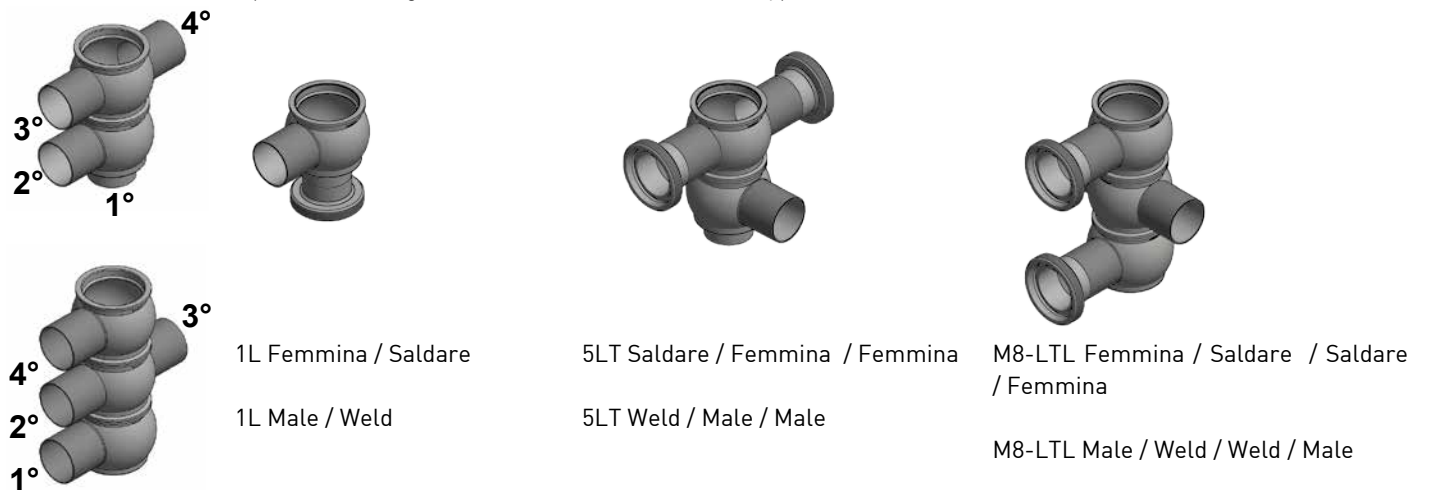 4°
3°
2°
1°
3°
4°
2°
1°
1L Femmina / Saldare
1L Male / Weld
5LT Saldare / Femmina / Femmina
5LT Weld / Male / Male
M8-LTL Femmina / Saldare / Saldare
/ Femmina
M8-LTL Male / Weld / Weld / Male